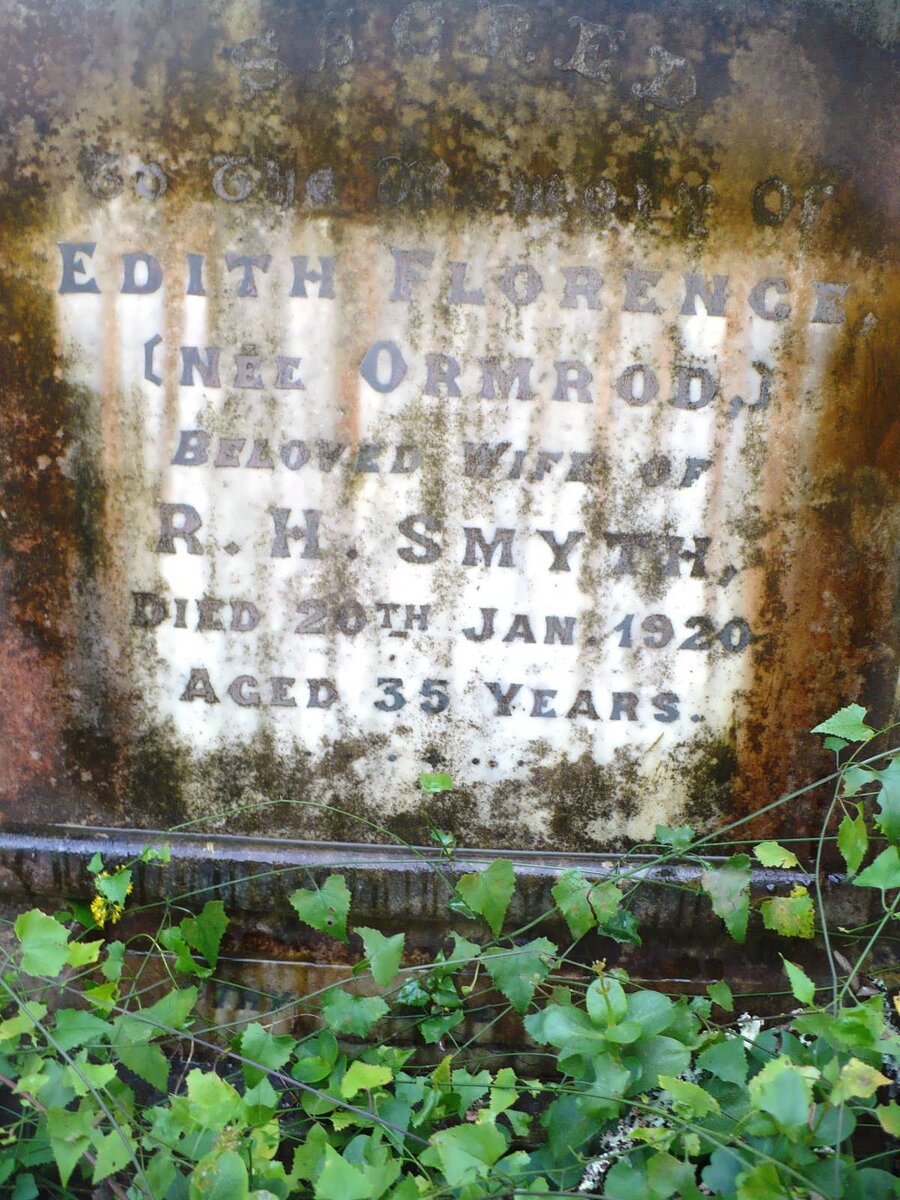 SACRED
To The Memory Of
EDITH FLORENCE,
(NÉE ORMROD,)
BELOVED WIFE OF
R. H. SMYTH,
DIED 20TH JAN. 1920
AGED 35 YEARS.